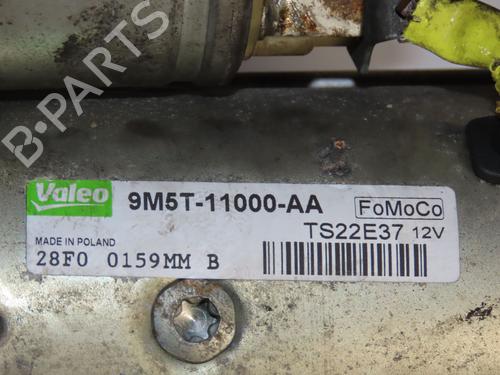 B-PARTS
Valeo
9M5T-11000-AA
FoMoCo
TS22E37 12V
MADE IN POLAND
28F0 0159MM B